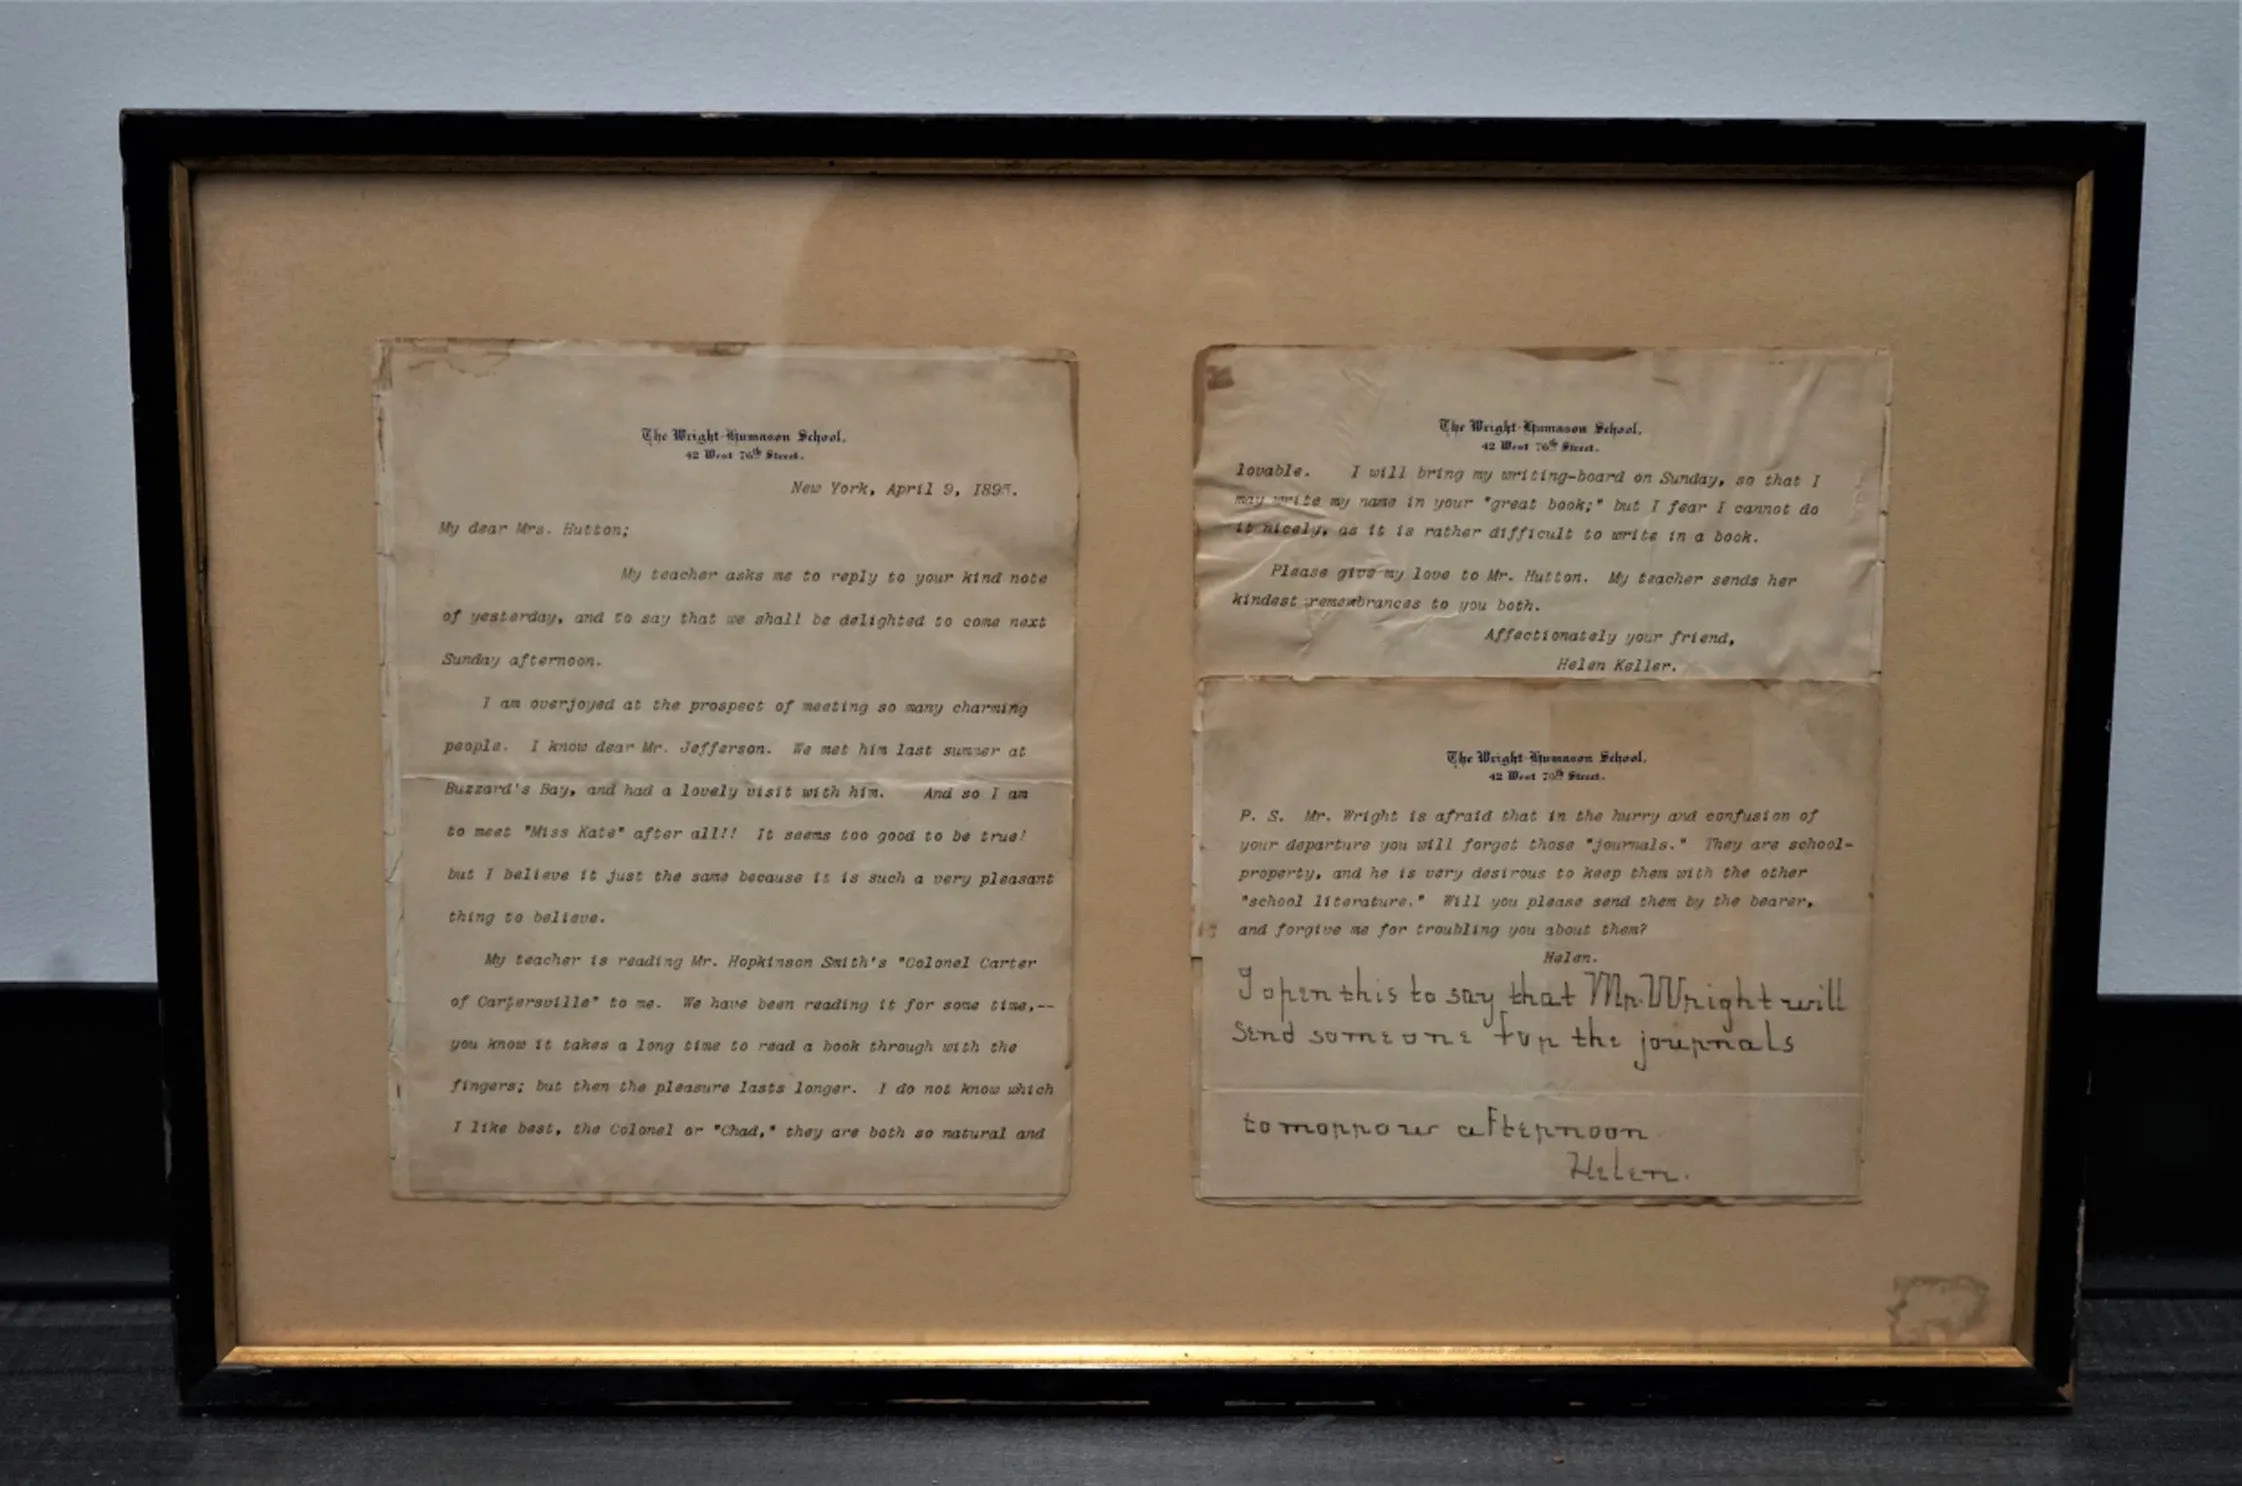 The Wright-Humason School,
42 West 76th Street.
New York, April 9, 1895.
My dear Mrs. Hutton;
My teacher asks me to reply to your kind note
of yesterday, and to say that we shall be delighted to come next
Sunday afternoon.
I am overjoyed at the prospect of meeting so many charming
people. I know dear Mr. Jefferson. We met him last summer at
Buzzard's Bay, and had a lovely visit with him. And so I am
to meet "Miss Kate" after all!! It seems too good to be true!
but I believe it just the same because it is such a very pleasant
thing to believe.
My teacher is reading Mr. Hopkinson Smith's "Colonel Carter
of Cartersville" to me. We have been reading it for some time,--
you know it takes a long time to read a book through with the
fingers; but then the pleasure lasts longer. I do not know which
I like best, the Colonel or "Chad," they are both so natural and
The Wright-Humason School,
42 West 76th Street.
lovable. I will bring my writing-board on Sunday, so that I
may write my name in your "great book;" but I fear I cannot do
it nicely, as it is rather difficult to write in a book.
Please give my love to Mr. Hutton. My teacher sends her
kindest remembrances to you both.
Affectionately your friend,
Helen Keller.
The Wright-Humason School,
42 West 76th Street.
P. S. Mr. Wright is afraid that in the hurry and confusion of
your departure you will forget those "journals." They are school-
property, and he is very desirous to keep them with the other
"school literature." Will you please send them by the bearer,
and forgive me for troubling you about them?
Helen.
I open this to say that Mr. Wright will
send someone for the journals
tomorrow afternoon
Helen.